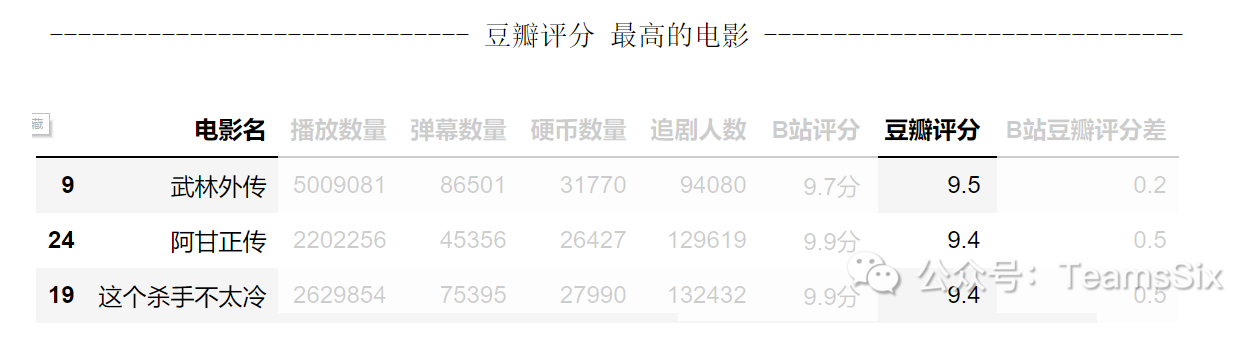 ------------------------------ 豆瓣评分 最高的电影 ------------------------------
藏
电影名 播放数量 弹幕数量 硬币数量 追剧人数 B站评分 豆瓣评分 B站豆瓣评分差
9 武林外传 5009081 86501 31770 94080 9.7分 9.5 0.2
24 阿甘正传 2202256 45356 26427 129619 9.9分 9.4 0.5
19 这个杀手不太冷 2629854 75395 27990 132432 9.9分 9.4 0.5
公众号：TeamsSix